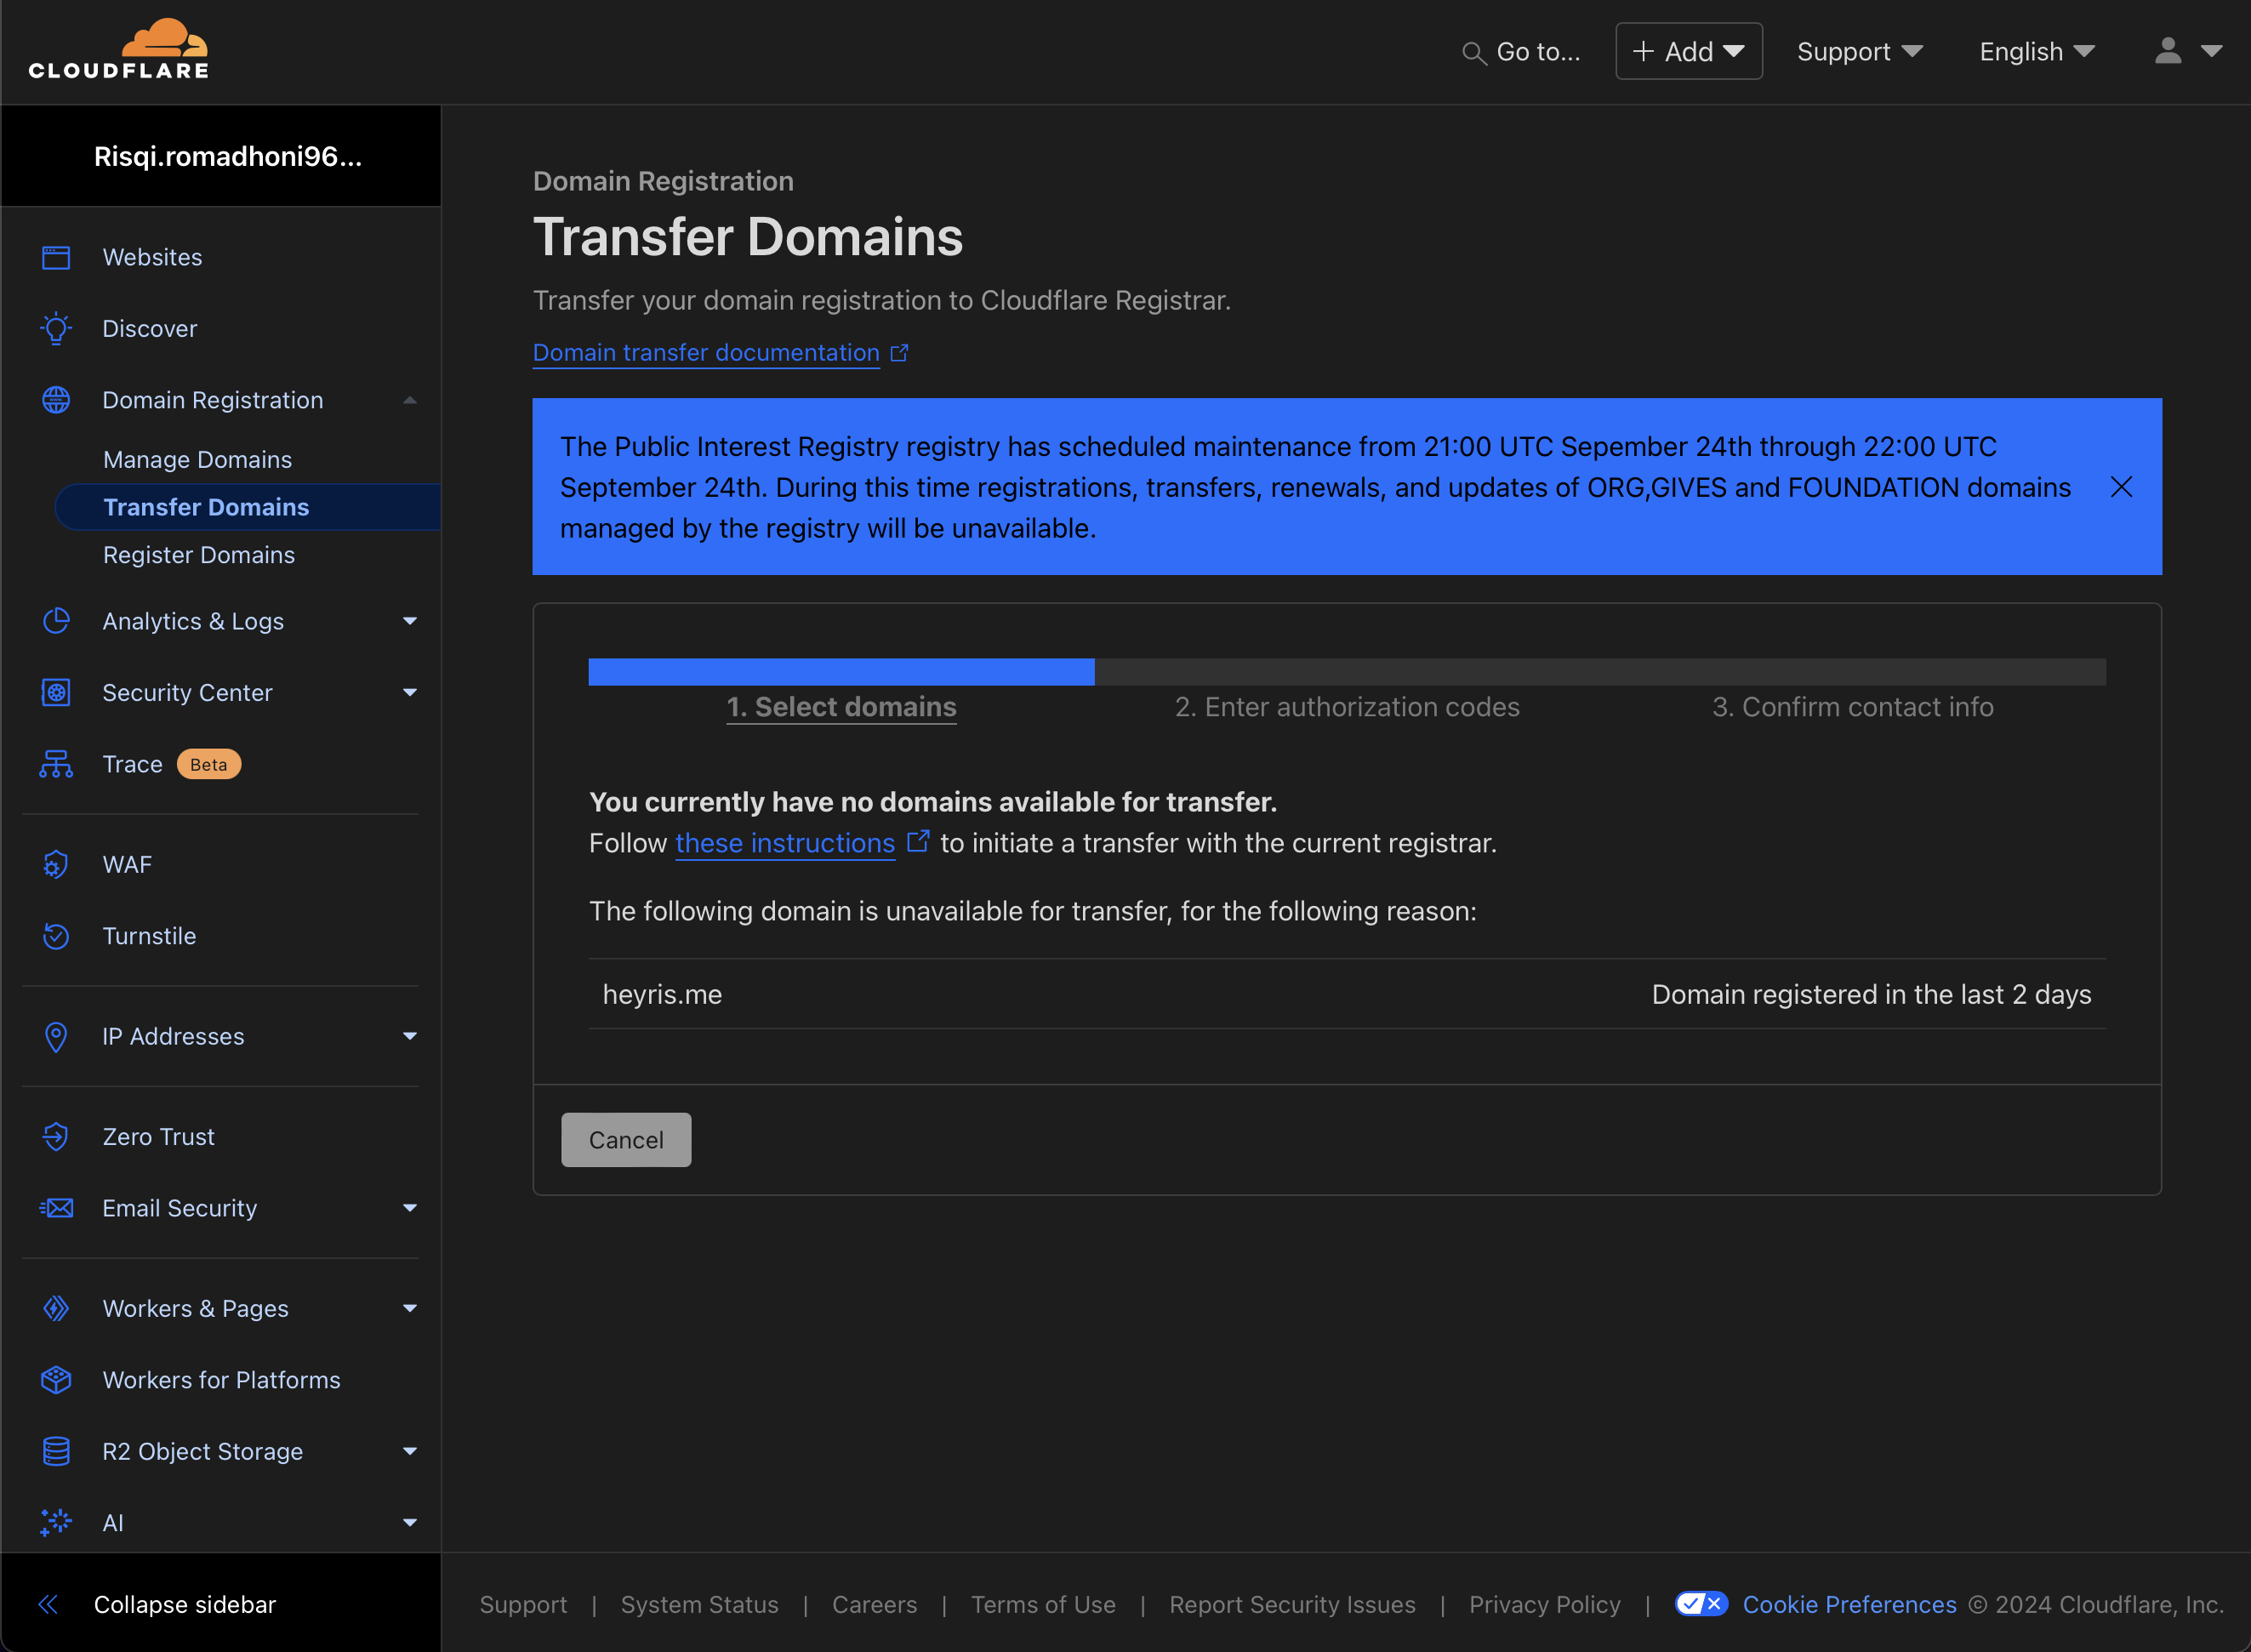 CLOUDFLARE
Go to...
Add
Support
English
Risqi.romadhoni96...
Websites
Discover
Domain Registration
Manage Domains
Transfer Domains
Register Domains
Analytics & Logs
Security Center
Trace Beta
WAF
Turnstile
IP Addresses
Zero Trust
Email Security
Workers & Pages
Workers for Platforms
R2 Object Storage
AI
Collapse sidebar
Domain Registration
Transfer Domains
Transfer your domain registration to Cloudflare Registrar.
Domain transfer documentation
The Public Interest Registry registry has scheduled maintenance from 21:00 UTC Sepember 24th through 22:00 UTC
September 24th. During this time registrations, transfers, renewals, and updates of ORG,GIVES and FOUNDATION domains
managed by the registry will be unavailable.
1. Select domains
2. Enter authorization codes
3. Confirm contact info
You currently have no domains available for transfer.
Follow these instructions to initiate a transfer with the current registrar.
The following domain is unavailable for transfer, for the following reason:
heyris.me
Domain registered in the last 2 days
Cancel
Support | System Status | Careers | Terms of Use | Report Security Issues | Privacy Policy | Cookie Preferences © 2024 Cloudflare, Inc.